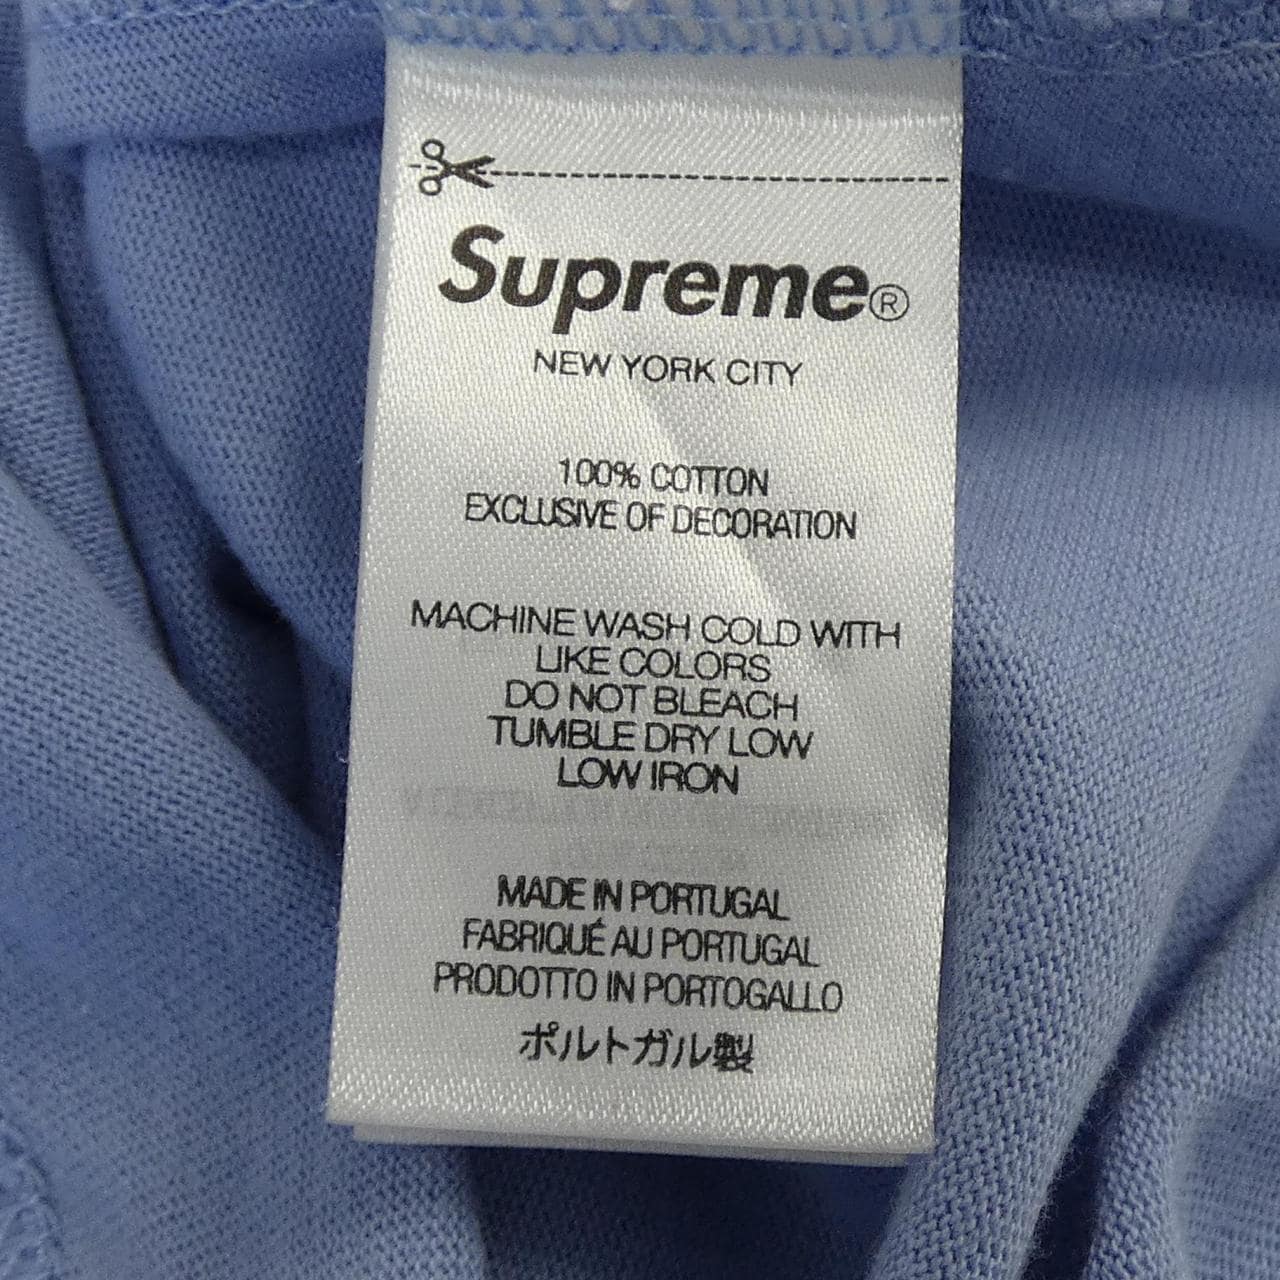 Supreme®
NEW YORK CITY
100% COTTON
EXCLUSIVE OF DECORATION
MACHINE WASH COLD WITH
LIKE COLORS
DO NOT BLEACH
TUMBLE DRY LOW
LOW IRON
MADE IN PORTUGAL
FABRIQUÉ AU PORTUGAL
PRODOTTO IN PORTOGALLO
ポルトガル製